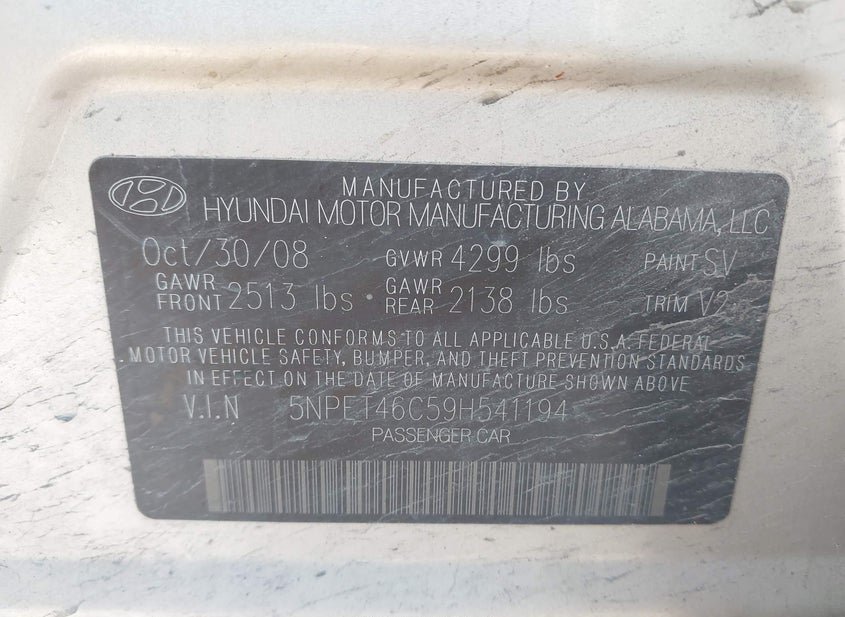 MANUFACTURED BY
HYUNDAI MOTOR MANUFACTURING ALABAMA, LLC
Oct/30/08 GVWR 4299 lbs PAINT SV
GAWR FRONT 2513 lbs GAWR REAR 2138 lbs TRIM V2
THIS VEHICLE CONFORMS TO ALL APPLICABLE U.S.A. FEDERAL
MOTOR VEHICLE SAFETY, BUMPER, AND THEFT PREVENTION STANDARDS
IN EFFECT ON THE DATE OF MANUFACTURE SHOWN ABOVE
V.I.N 5NPET46C59H541194
PASSENGER CAR